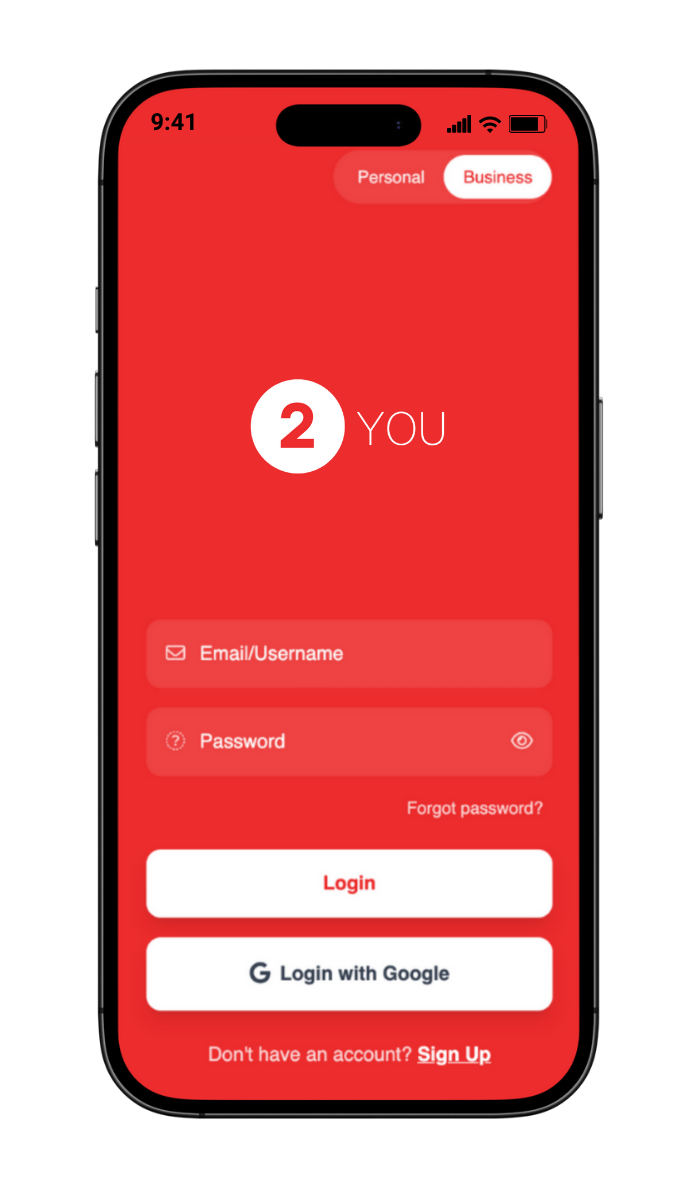 9:41
Personal Business
2 YOU
Email/Username
Password
Forgot password?
Login
G Login with Google
Don't have an account? Sign Up